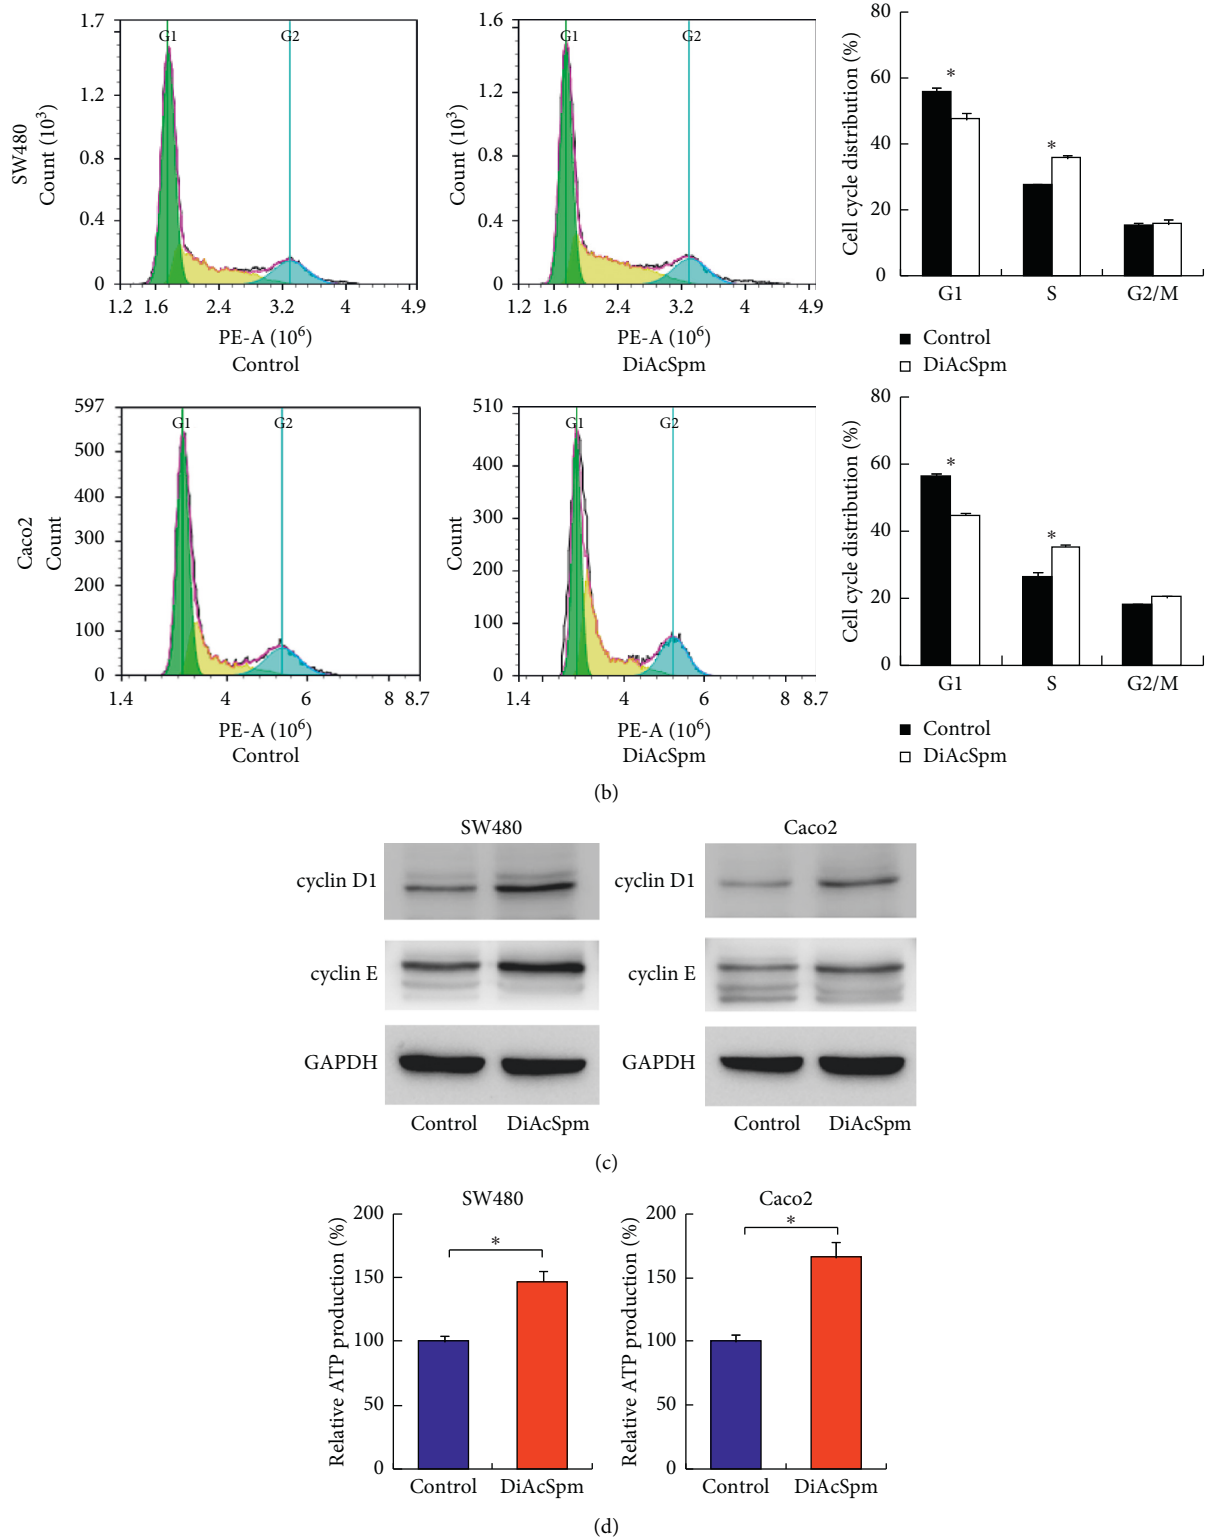 SW480
Count (10³)
1.7
1.2
0.8
0.4
0
G1
G2
1.2 1.6 2.4 3.2 4 4.9
PE-A (10⁶)
Control
Count (10³)
1.6
1.2
0.8
0.4
0
G1
G2
1.2 1.6 2.4 3.2 4 4.9
PE-A (10⁶)
DiAcSpm
Cell cycle distribution (%)
80
60
40
20
0
*
*
G1 S G2/M
Control
DiAcSpm
Caco2
Count
597
500
400
300
200
100
0
G1
G2
1.4 4 6 8 8.7
PE-A (10⁶)
Control
Count
510
400
300
200
100
0
G1
G2
1.4 4 6 8 8.7
PE-A (10⁶)
DiAcSpm
Cell cycle distribution (%)
80
60
40
20
0
*
*
G1 S G2/M
Control
DiAcSpm
(b)
SW480
cyclin D1
cyclin E
GAPDH
Control DiAcSpm
Caco2
cyclin D1
cyclin E
GAPDH
Control DiAcSpm
(c)
SW480
Relative ATP production (%)
200
150
100
50
0
*
Control DiAcSpm
Caco2
Relative ATP production (%)
200
150
100
50
0
*
Control DiAcSpm
(d)